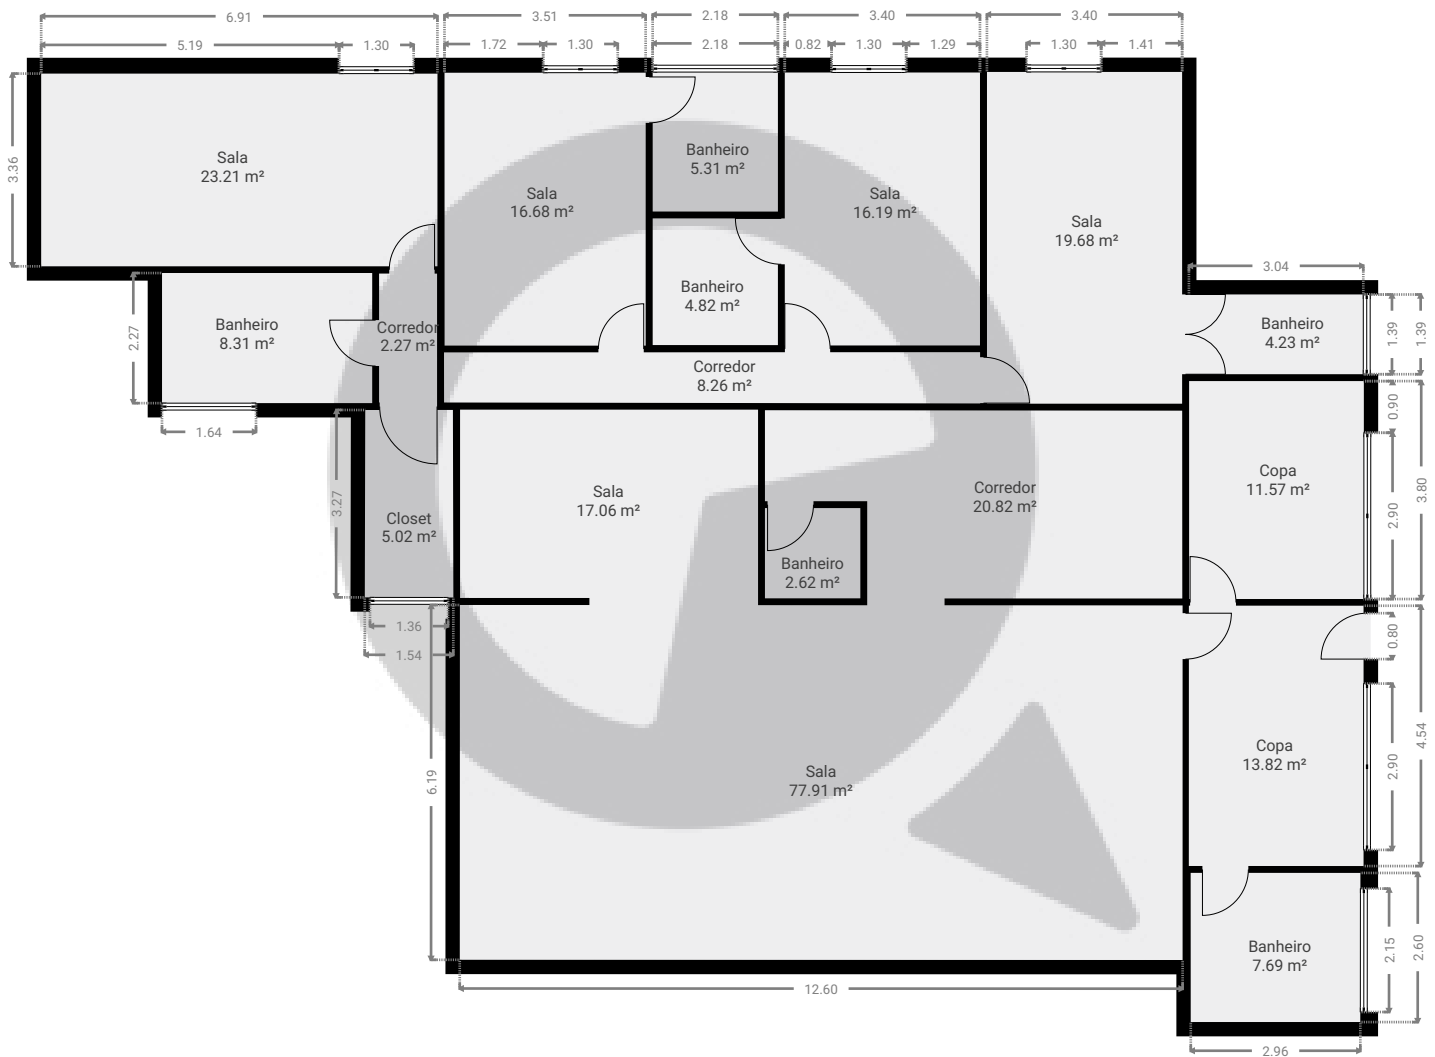 6.91
3.51
2.18
3.40
3.40
5.19
1.30
1.72
1.30
2.18
0.82
1.30
1.29
1.30
1.41
3.36
Sala
23.21 m²
Sala
16.68 m²
Banheiro
5.31 m²
Sala
16.19 m²
Sala
19.68 m²
3.04
Banheiro
4.82 m²
2.27
Banheiro
8.31 m²
Corredor
2.27 m²
Banheiro
4.23 m²
1.39
1.39
Corredor
8.26 m²
0.90
1.64
3.27
Closet
5.02 m²
Sala
17.06 m²
Corredor
20.82 m²
Copa
11.57 m²
3.80
2.90
Banheiro
2.62 m²
1.36
1.54
0.80
6.19
Sala
77.91 m²
Copa
13.82 m²
4.54
2.90
Banheiro
7.69 m²
2.15
2.60
12.60
2.96